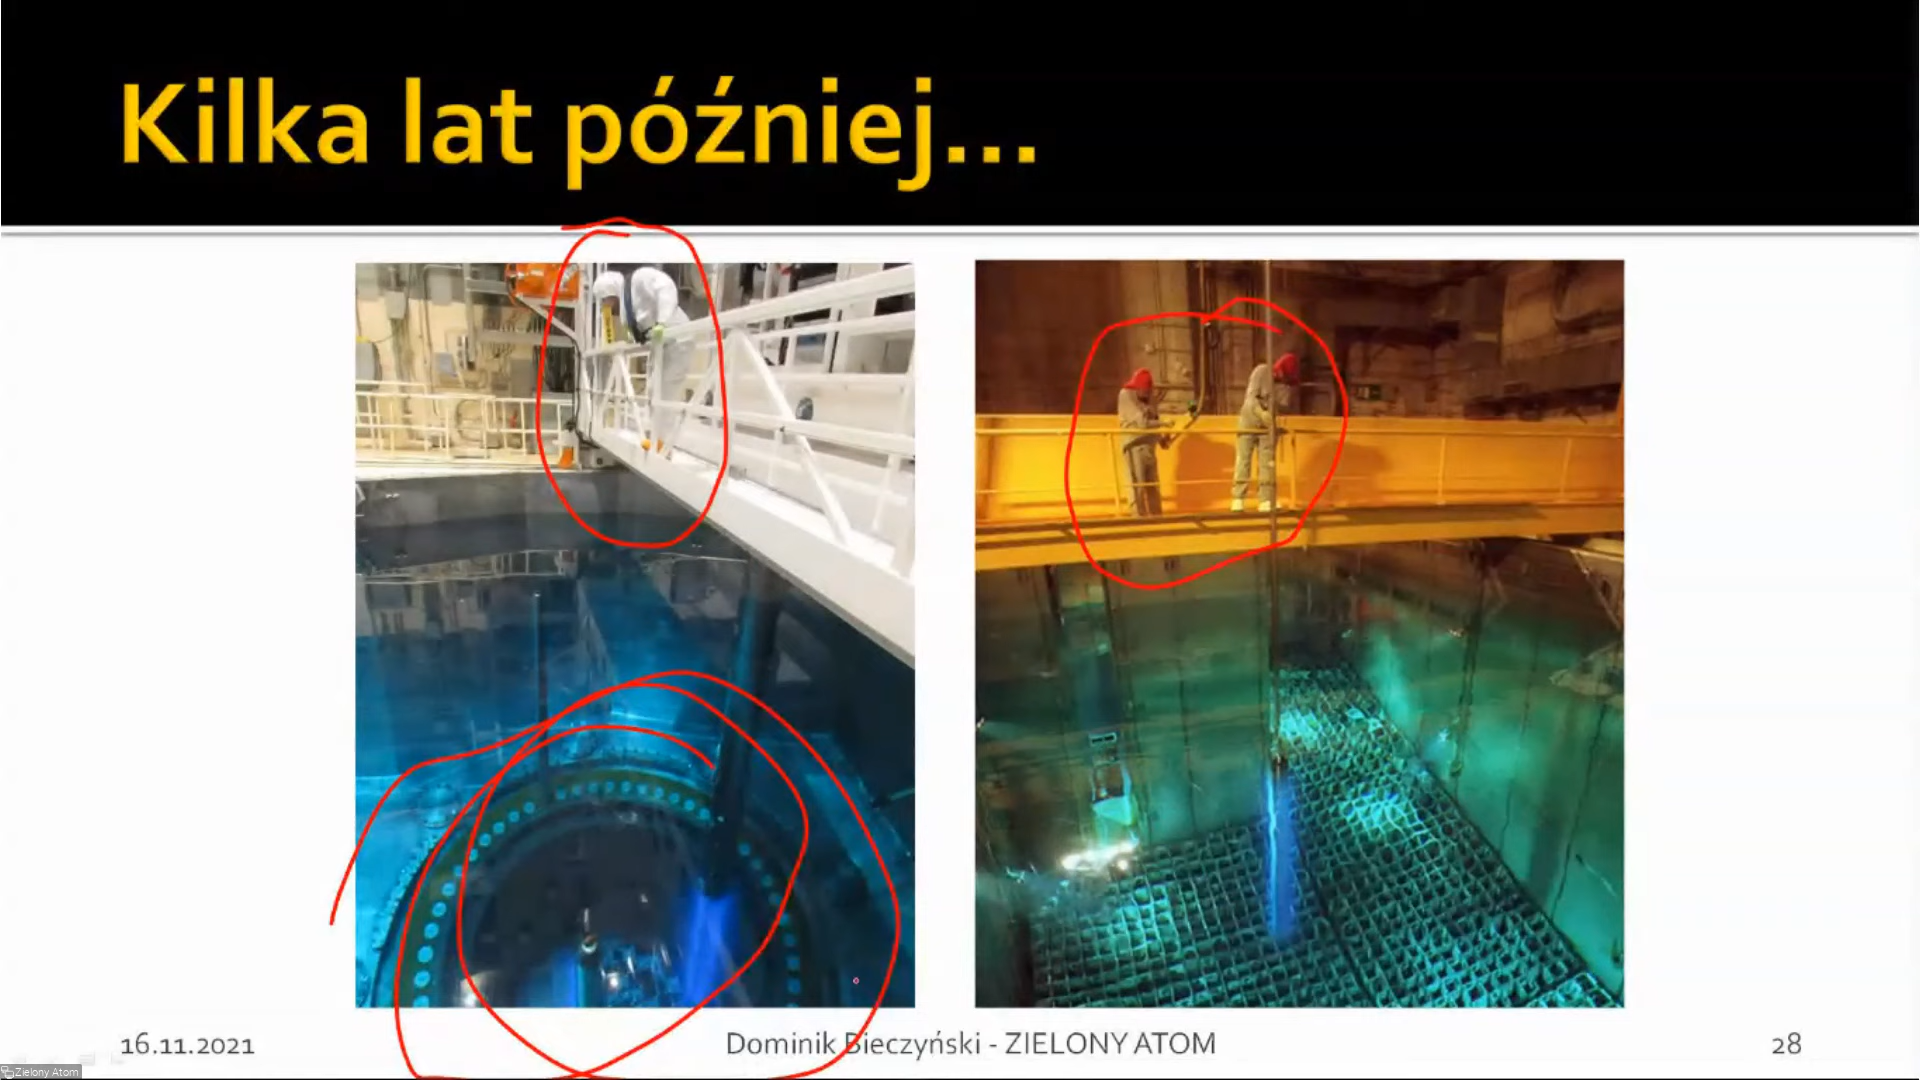 Kilka lat później...
16.11.2021
Dominik Bieczyński - ZIELONY ATOM
28
Zielony Atom